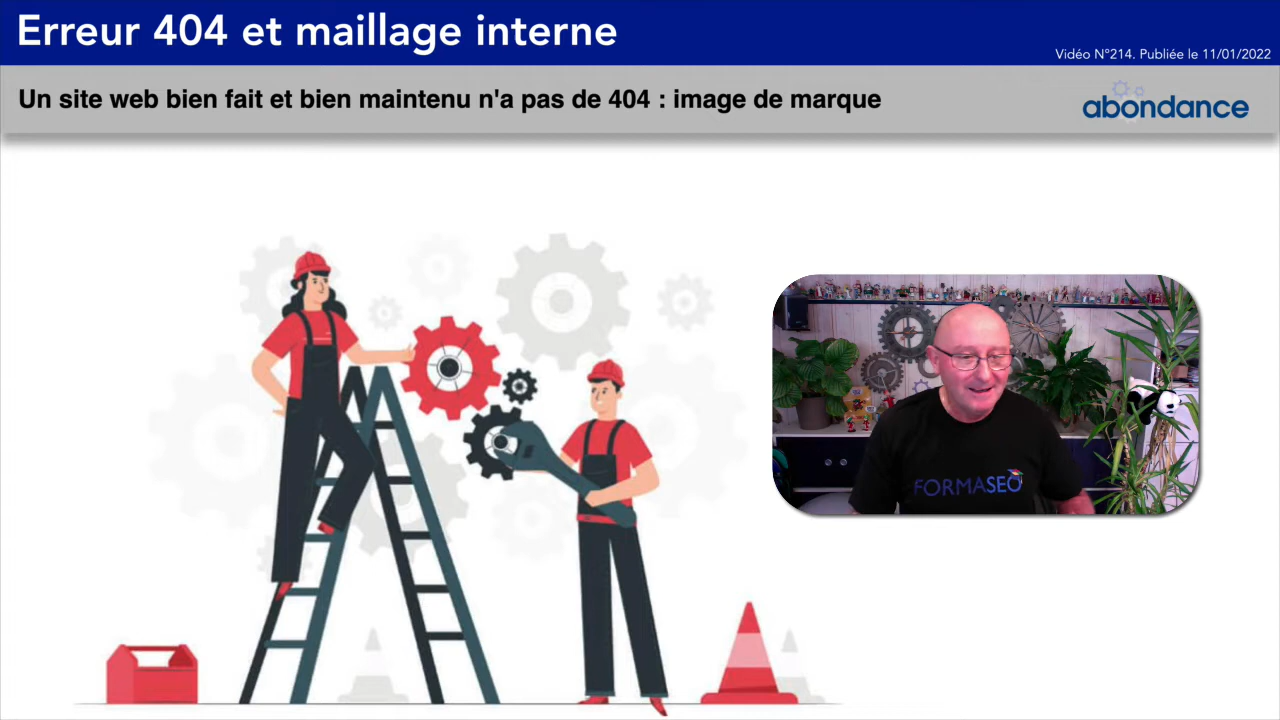 Erreur 404 et maillage interne
Vidéo N°214. Publiée le 11/01/2022
Un site web bien fait et bien maintenu n'a pas de 404 : image de marque
abondance
FORMASEO